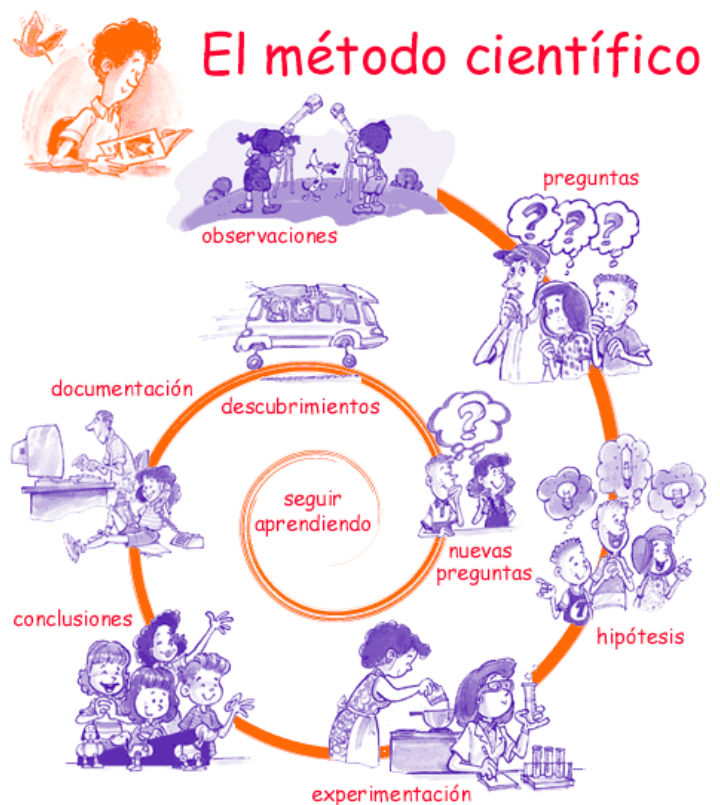 El método científico
observaciones
preguntas
? ? ?
hipótesis
experimentación
conclusiones
documentación
descubrimientos
?
nuevas
preguntas
seguir
aprendiendo